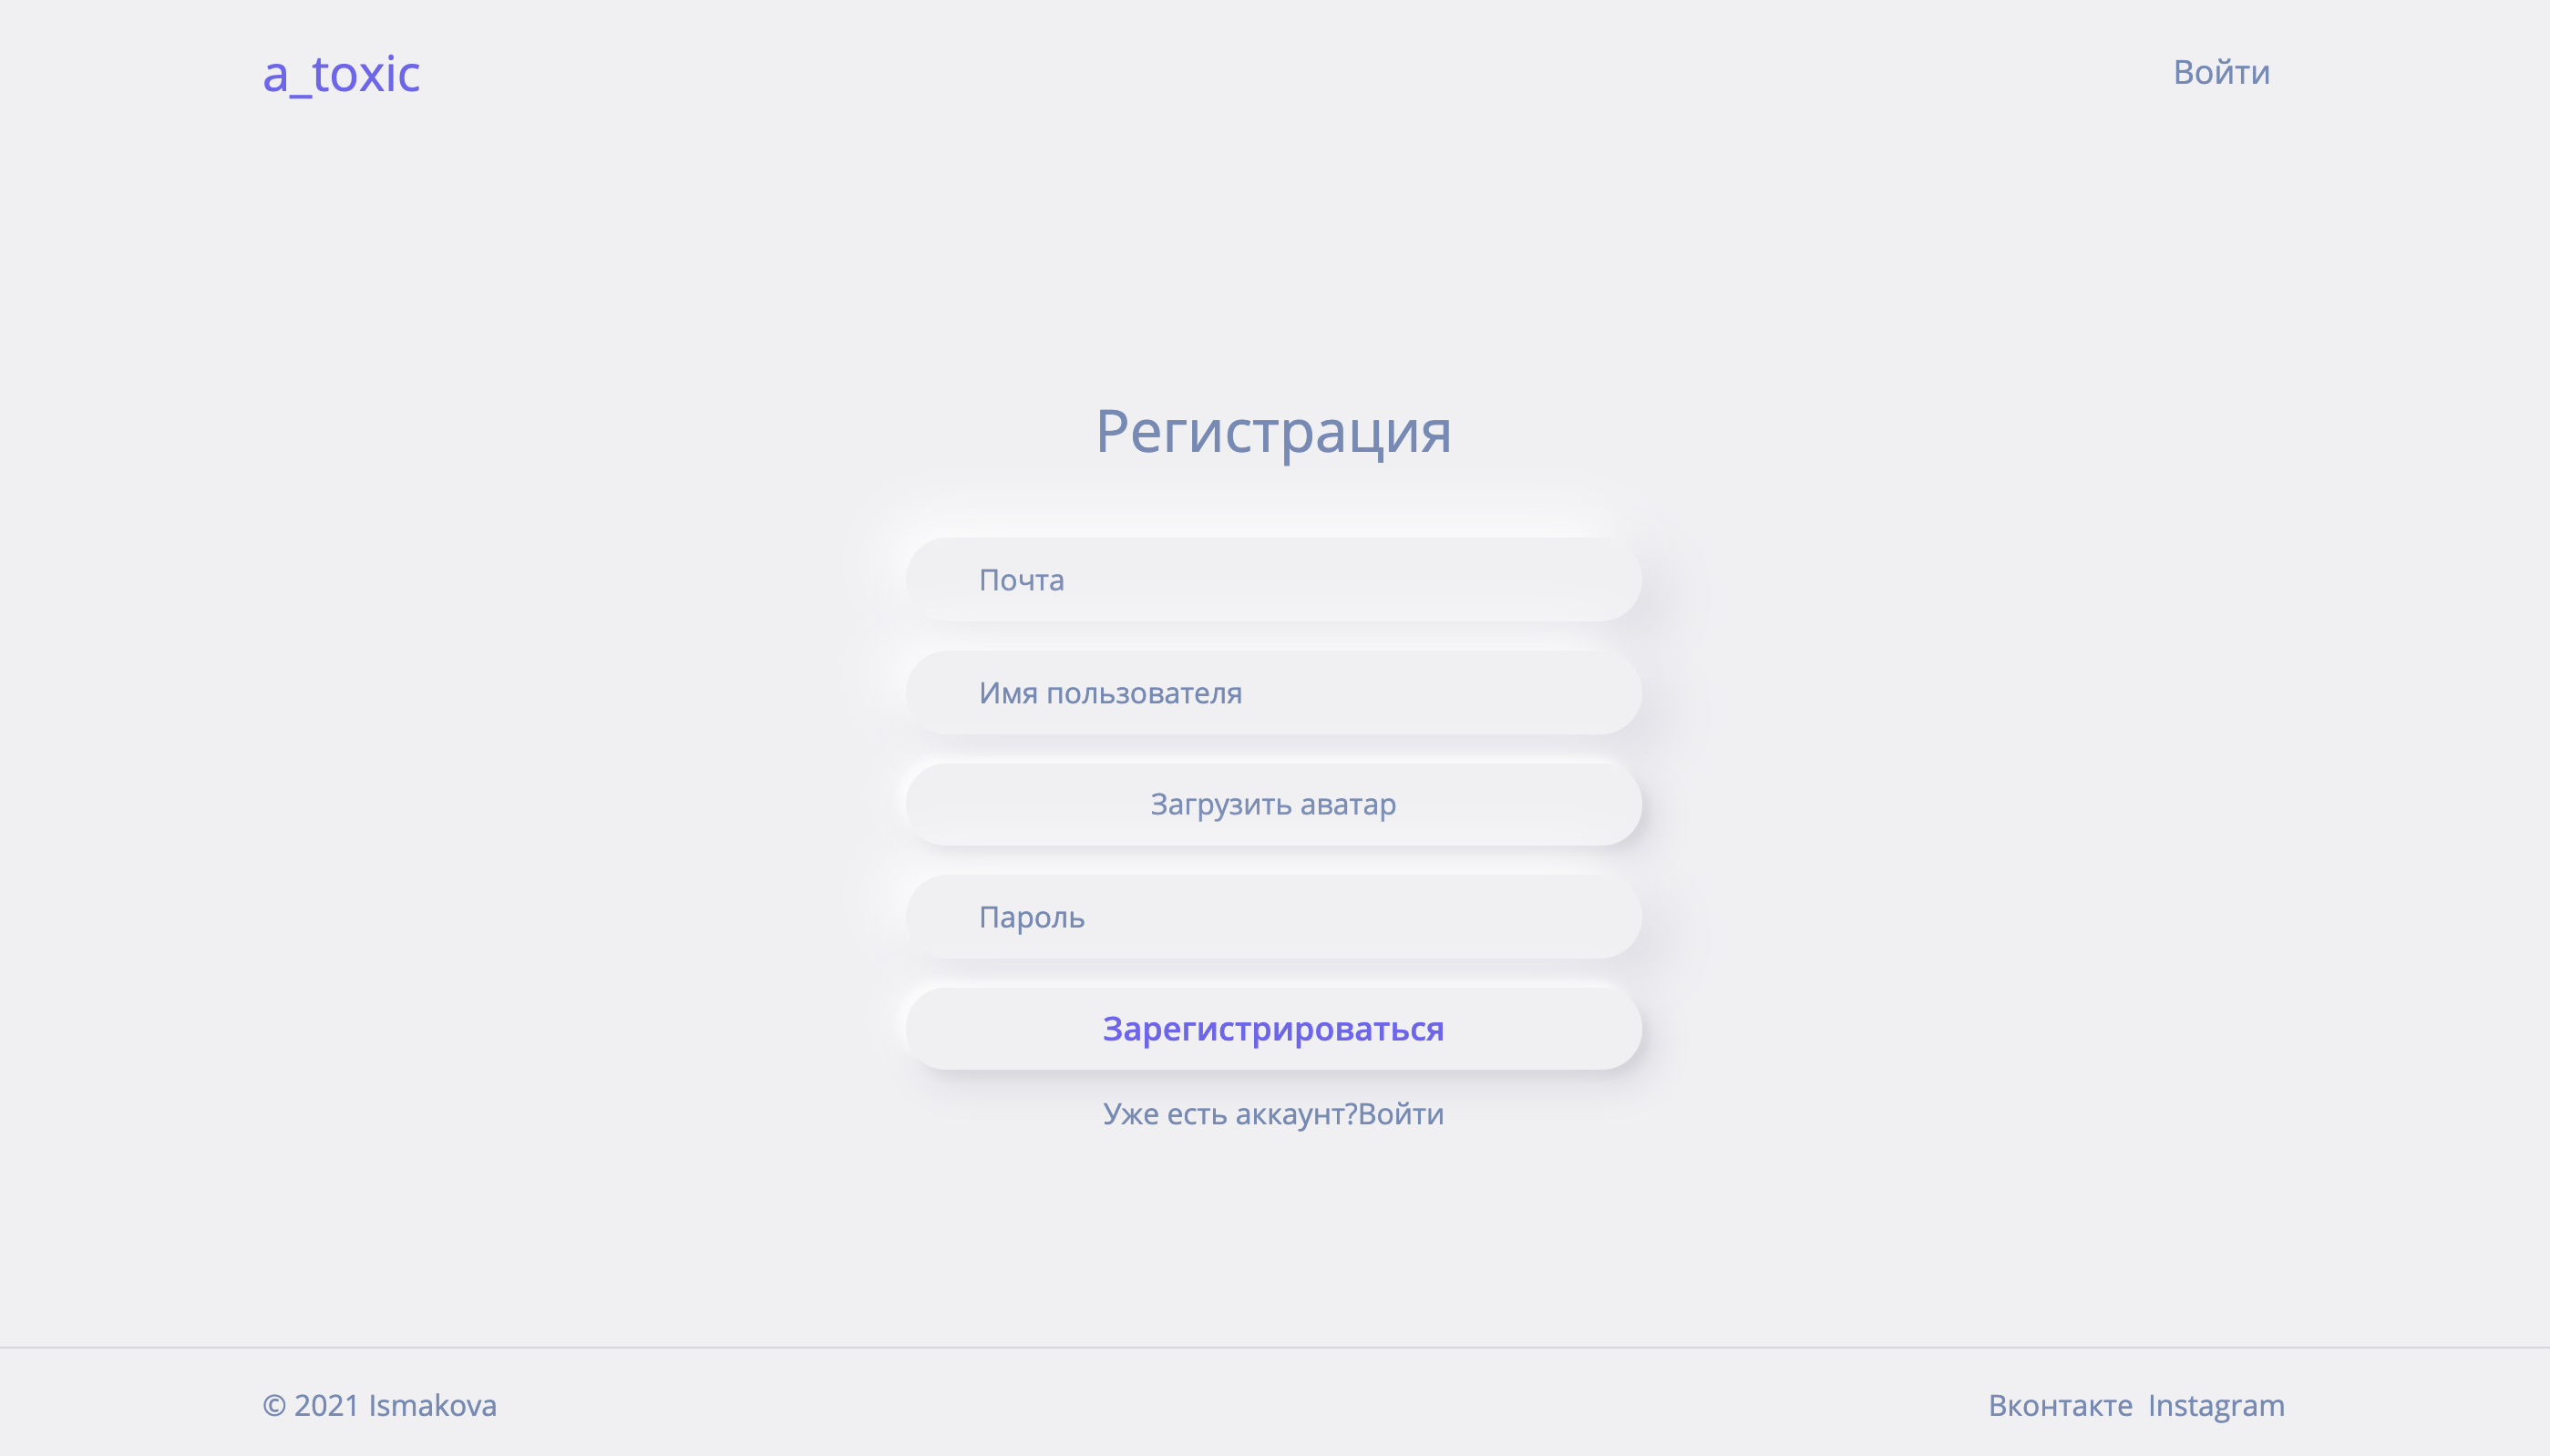 a_toxic
Войти
Регистрация
Почта
Имя пользователя
Загрузить аватар
Пароль
Зарегистрироваться
Уже есть аккаунт?Войти
© 2021 Ismakova
Вконтакте Instagram